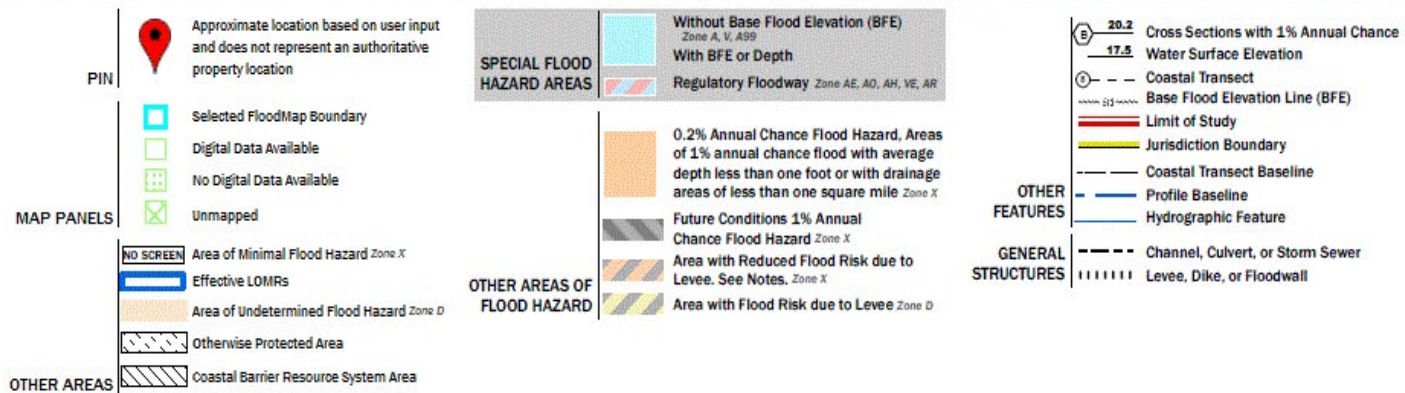 PIN
Approximate location based on user input
and does not represent an authoritative
property location
MAP PANELS
Selected FloodMap Boundary
Digital Data Available
No Digital Data Available
Unmapped
OTHER AREAS
NO SCREEN Area of Minimal Flood Hazard Zone X
Effective LOMRs
Area of Undetermined Flood Hazard Zone D
Otherwise Protected Area
Coastal Barrier Resource System Area
SPECIAL FLOOD
HAZARD AREAS
Without Base Flood Elevation (BFE)
Zone A, V, A99
With BFE or Depth
Regulatory Floodway Zone AE, AO, AH, VE, AR
OTHER AREAS OF
FLOOD HAZARD
0.2% Annual Chance Flood Hazard, Areas
of 1% annual chance flood with average
depth less than one foot or with drainage
areas of less than one square mile Zone X
Future Conditions 1% Annual
Chance Flood Hazard Zone X
Area with Reduced Flood Risk due to
Levee. See Notes. Zone X
Area with Flood Risk due to Levee Zone D
OTHER
FEATURES
B 20.2 Cross Sections with 1% Annual Chance
17.5 Water Surface Elevation
8 Coastal Transect
513 Base Flood Elevation Line (BFE)
Limit of Study
Jurisdiction Boundary
Coastal Transect Baseline
Profile Baseline
Hydrographic Feature
GENERAL
STRUCTURES
Channel, Culvert, or Storm Sewer
Levee, Dike, or Floodwall